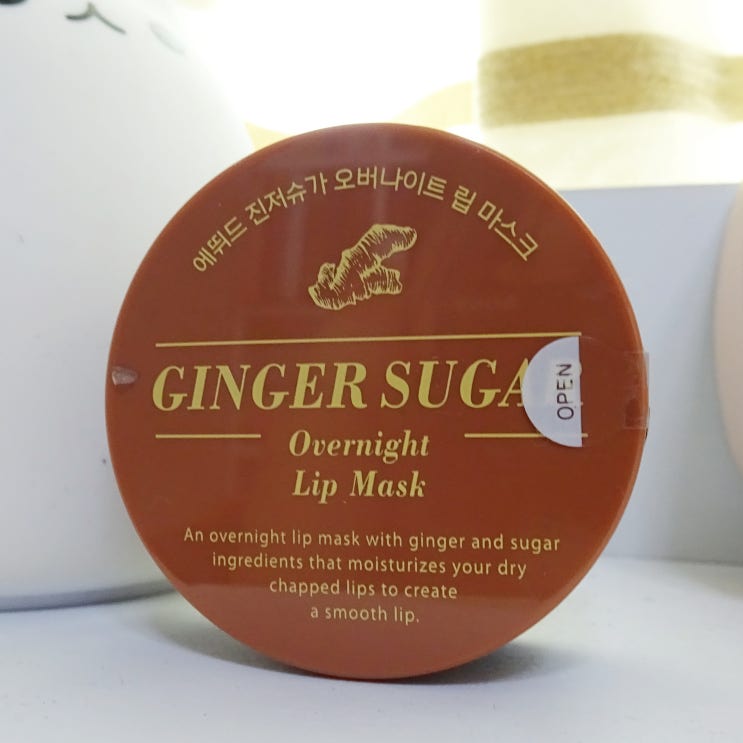 에뛰드 진저슈가 오버나이트 립 마스크
GINGER SUGA
OPEN
Overnight
Lip Mask
An overnight lip mask with ginger and sugar
ingredients that moisturizes your dry
chapped lips to create
a smooth lip.